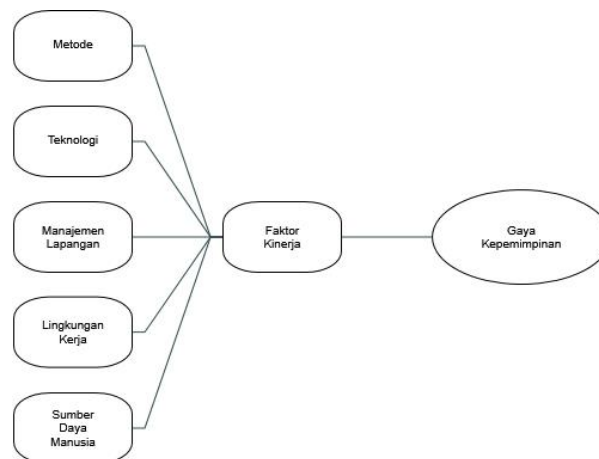 Metode
Teknologi
Manajemen
Lapangan
Faktor
Kinerja
Gaya
Kepemimpinan
Lingkungan
Kerja
Sumber
Daya
Manusia